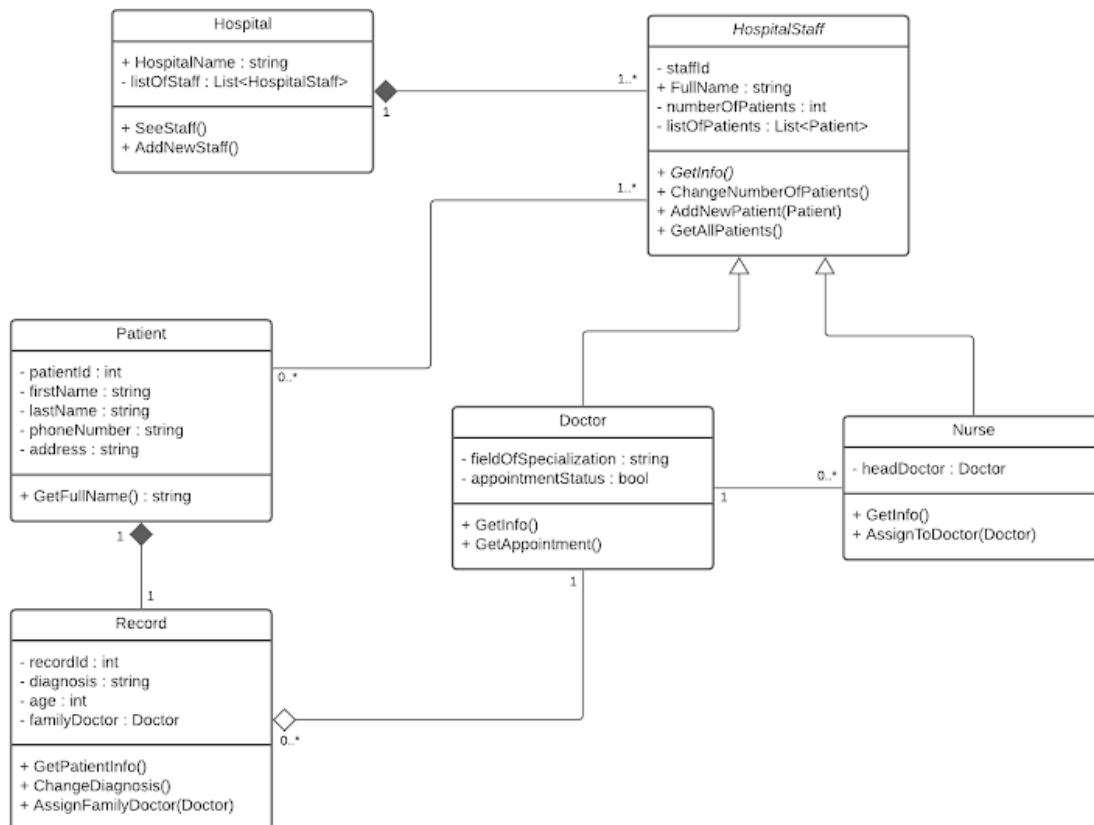 Hospital
+ HospitalName : string
- listOfStaff : List<HospitalStaff>
+ SeeStaff()
+ AddNewStaff()
1
1..*
HospitalStaff
- staffId
+ FullName : string
- numberOfPatients : int
- listOfPatients : List<Patient>
+ GetInfo()
+ ChangeNumberOfPatients()
+ AddNewPatient(Patient)
+ GetAllPatients()
1..*
0..*
Patient
- patientId : int
- firstName : string
- lastName : string
- phoneNumber : string
- address : string
+ GetFullName() : string
1
1
Doctor
- fieldOfSpecialization : string
- appointmentStatus : bool
+ GetInfo()
+ GetAppointment()
1
0..*
Nurse
- headDoctor : Doctor
+ GetInfo()
+ AssignToDoctor(Doctor)
1
0..*
Record
- recordId : int
- diagnosis : string
- age : int
- familyDoctor : Doctor
+ GetPatientInfo()
+ ChangeDiagnosis()
+ AssignFamilyDoctor(Doctor)